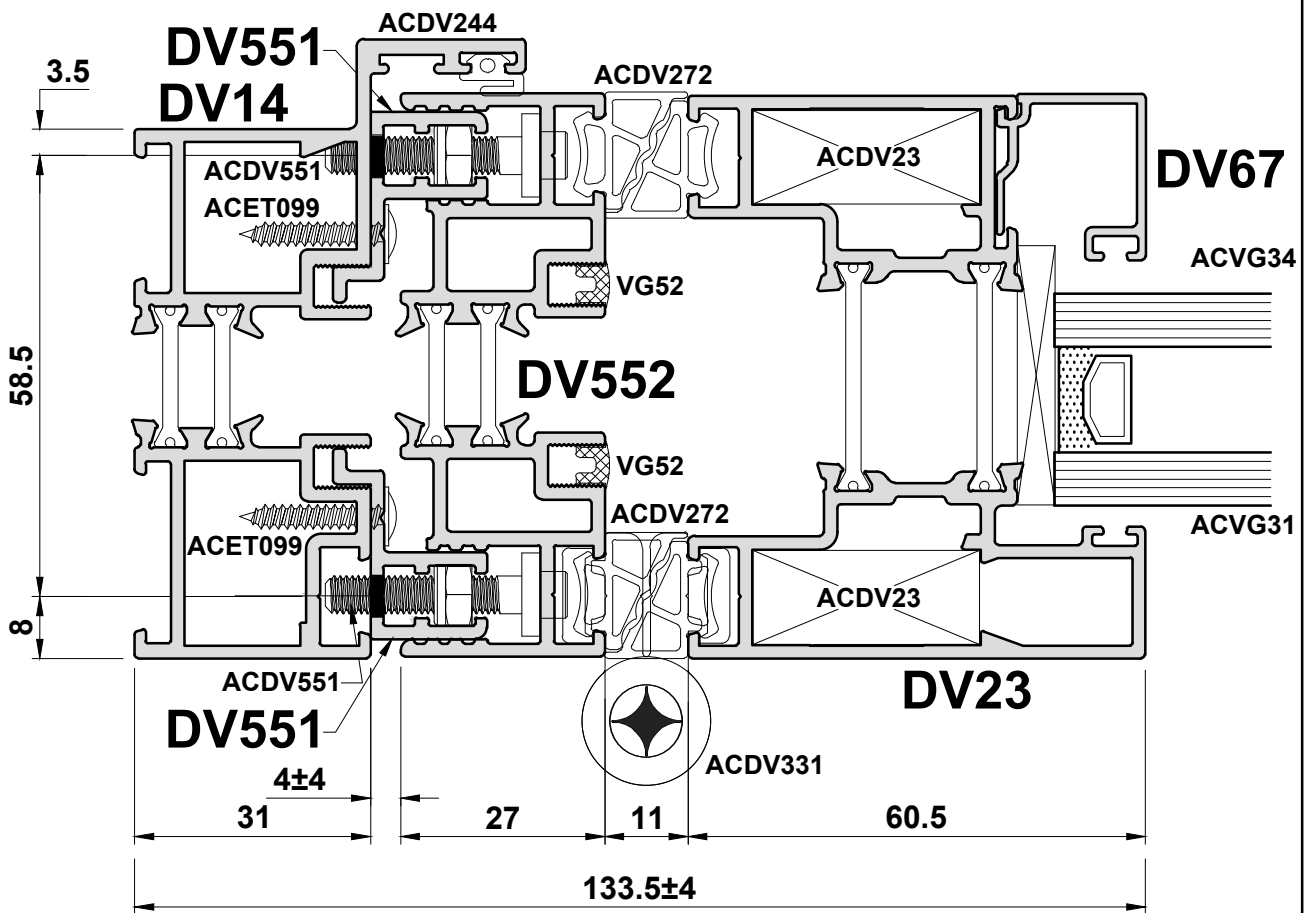 ACDV244
DV551
3.5
ACDV272
DV14
ACDV551
ACDV23
DV67
ACET099
ACVG34
VG52
58.5
DV552
VG52
ACDV272
ACVG31
ACET099
8
ACDV23
ACDV551
DV23
DV551
ACDV331
4±4
31
27
11
60.5
133.5±4